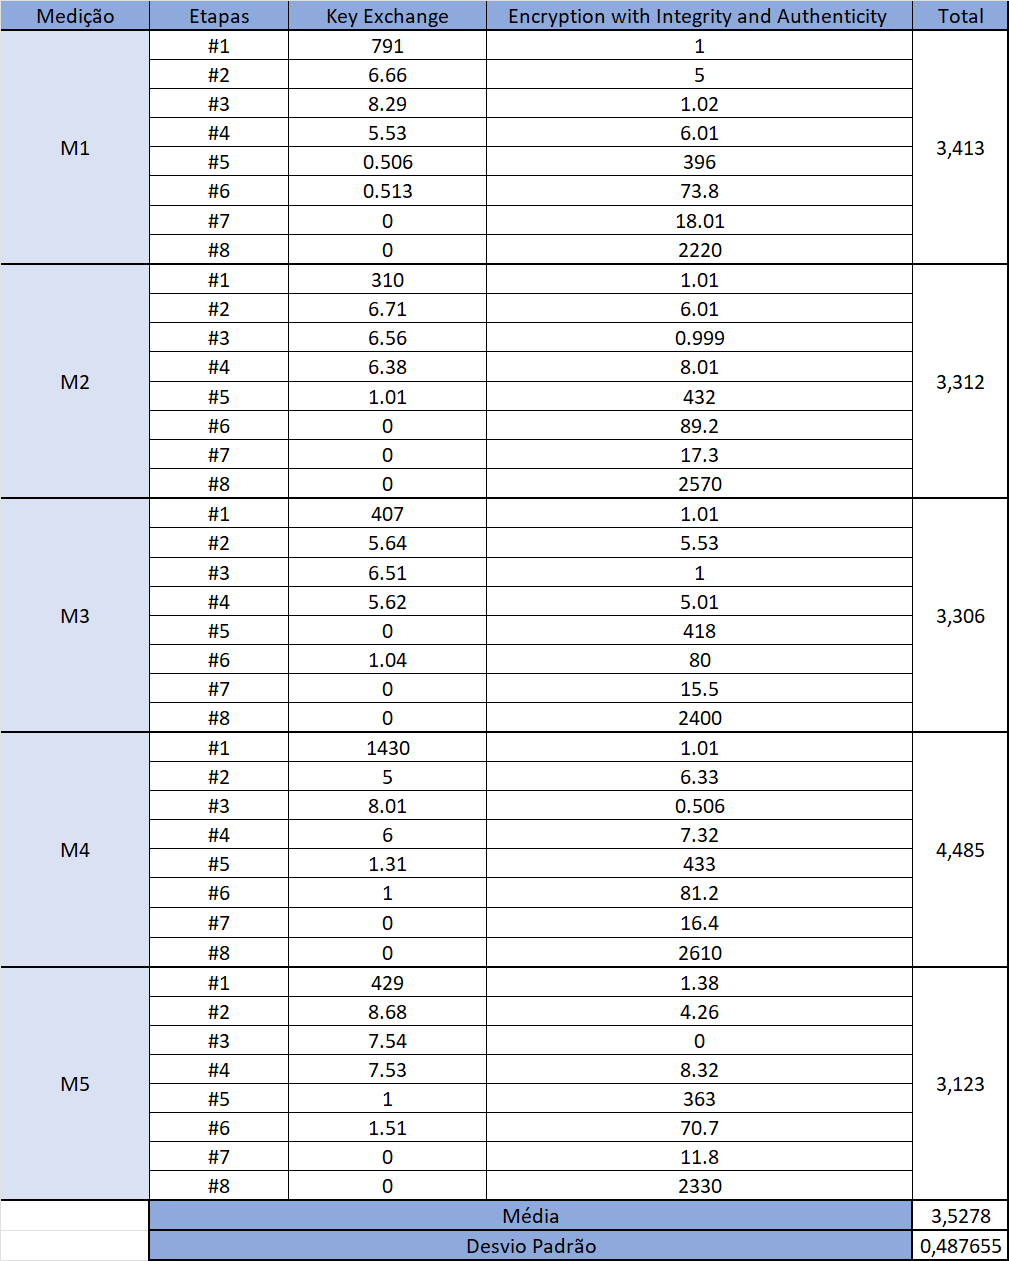 Medição Etapas Key Exchange Encryption with Integrity and Authenticity Total
#1 791 1
#2 6.66 5
#3 8.29 1.02
#4 5.53 6.01
M1 3,413
#5 0.506 396
#6 0.513 73.8
#7 0 18.01
#8 0 2220
#1 310 1.01
#2 6.71 6.01
#3 6.56 0.999
#4 6.38 8.01
M2 3,312
#5 1.01 432
#6 0 89.2
#7 0 17.3
#8 0 2570
#1 407 1.01
#2 5.64 5.53
#3 6.51 1
#4 5.62 5.01
M3 3,306
#5 0 418
#6 1.04 80
#7 0 15.5
#8 0 2400
#1 1430 1.01
#2 5 6.33
#3 8.01 0.506
#4 6 7.32
M4 4,485
#5 1.31 433
#6 1 81.2
#7 0 16.4
#8 0 2610
#1 429 1.38
#2 8.68 4.26
#3 7.54 0
#4 7.53 8.32
M5 3,123
#5 1 363
#6 1.51 70.7
#7 0 11.8
#8 0 2330
Média 3,5278
Desvio Padrão 0,487655